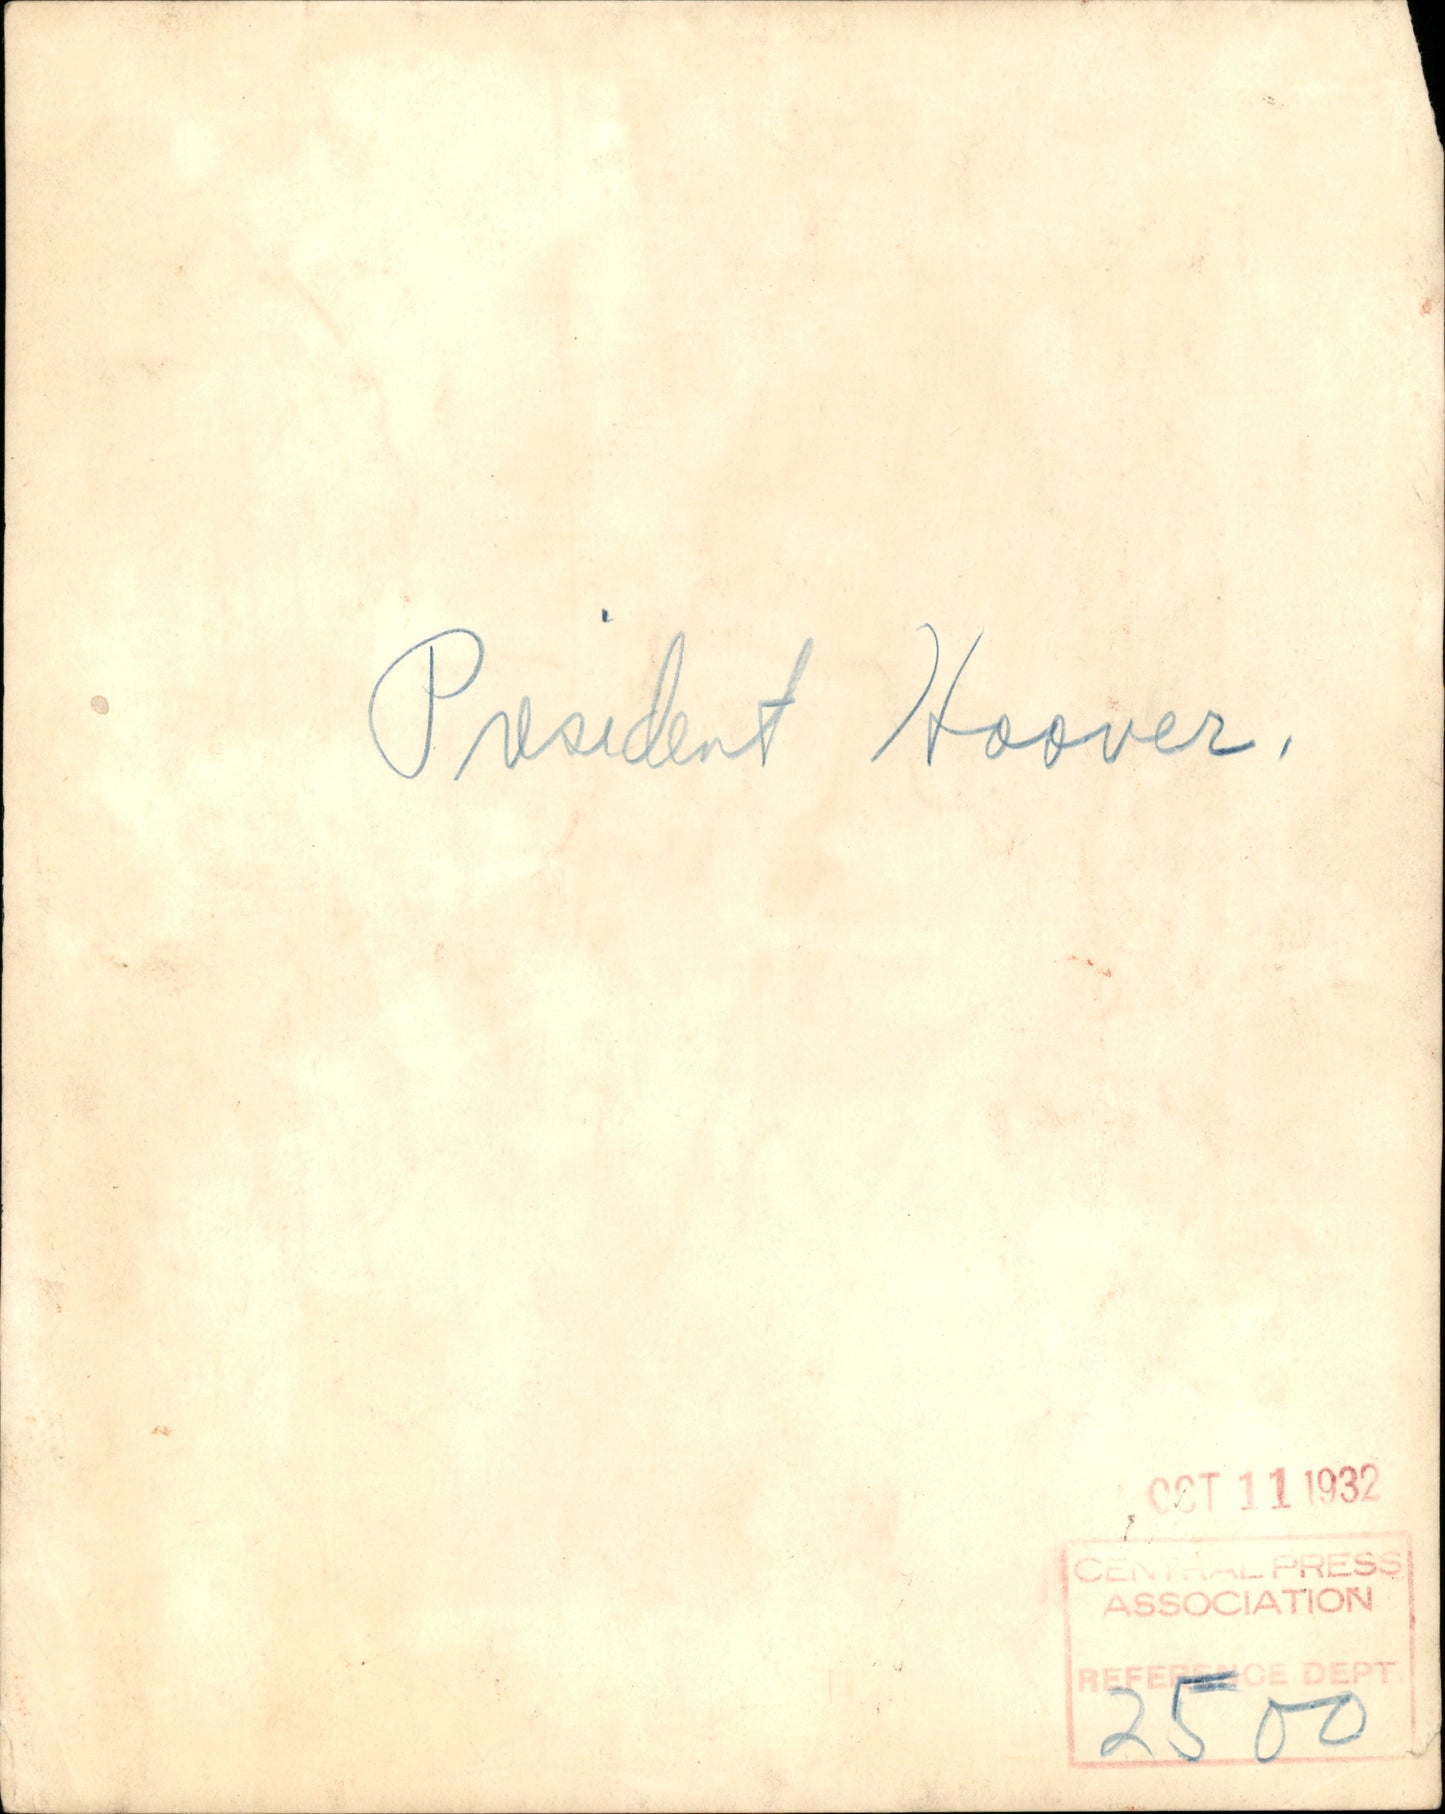 President Hoover.
OCT 11 1932
CENTRAL PRESS
ASSOCIATION
REFERENCE DEPT.
2500